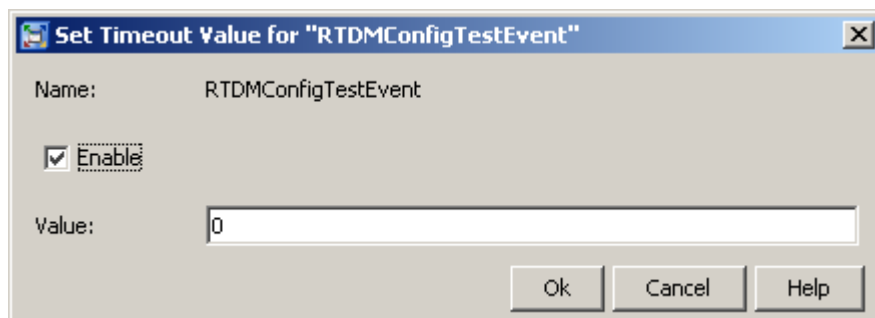 Set Timeout Value for "RTDMConfigTestEvent"
Name: RTDMConfigTestEvent
Enable
Value: 0
Ok Cancel Help